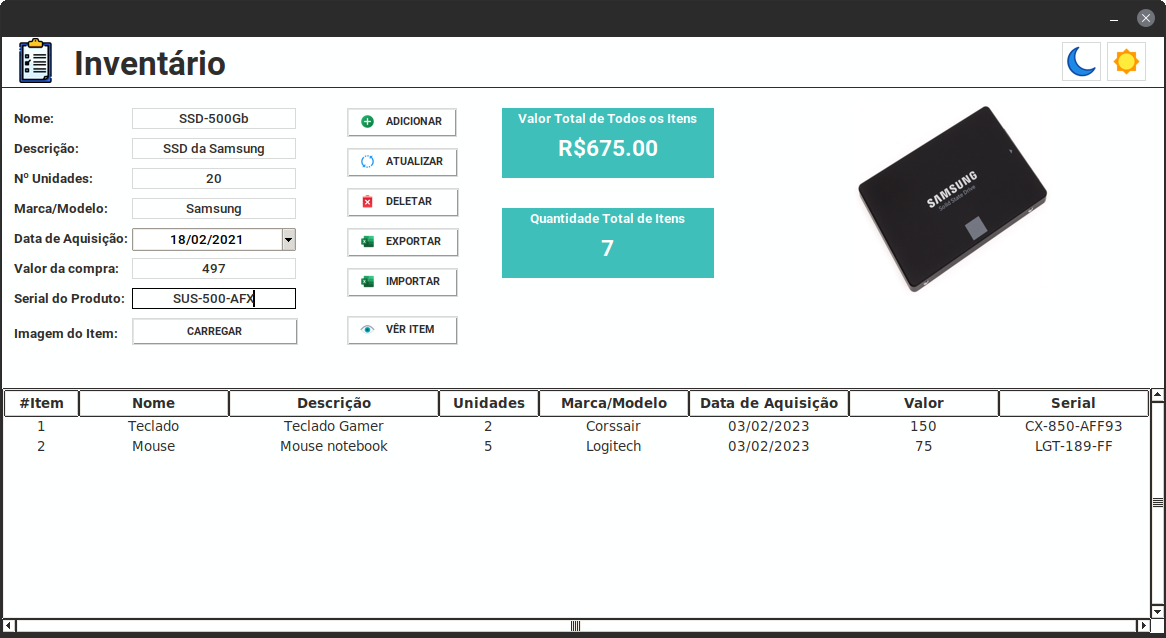 Inventário
Nome: SSD-500Gb
Descrição: SSD da Samsung
Nº Unidades: 20
Marca/Modelo: Samsung
Data de Aquisição: 18/02/2021
Valor da compra: 497
Serial do Produto: SUS-500-AFX
Imagem do Item: CARREGAR
ADICIONAR
ATUALIZAR
DELETAR
EXPORTAR
IMPORTAR
VÊR ITEM
Valor Total de Todos os Itens
R$675.00
Quantidade Total de Itens
7
SAMSUNG
Solid State Drive
#Item Nome Descrição Unidades Marca/Modelo Data de Aquisição Valor Serial
1 Teclado Teclado Gamer 2 Corssair 03/02/2023 150 CX-850-AFF93
2 Mouse Mouse notebook 5 Logitech 03/02/2023 75 LGT-189-FF